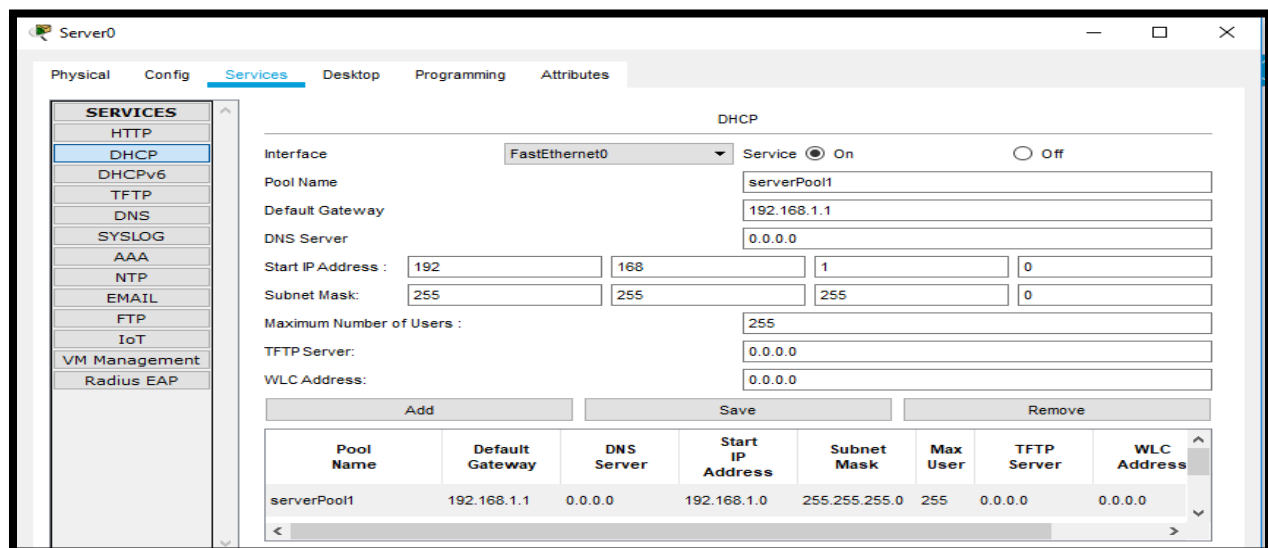 Server0
Physical Config Services Desktop Programming Attributes
SERVICES
HTTP
DHCP
DHCPv6
TFTP
DNS
SYSLOG
AAA
NTP
EMAIL
FTP
IoT
VM Management
Radius EAP
DHCP
Interface FastEthernet0 Service On Off
Pool Name serverPool1
Default Gateway 192.168.1.1
DNS Server 0.0.0.0
Start IP Address : 192 168 1 0
Subnet Mask: 255 255 255 0
Maximum Number of Users : 255
TFTP Server: 0.0.0.0
WLC Address: 0.0.0.0
Add Save Remove
Pool Name Default Gateway DNS Server Start IP Address Subnet Mask Max User TFTP Server WLC Address
serverPool1 192.168.1.1 0.0.0.0 192.168.1.0 255.255.255.0 255 0.0.0.0 0.0.0.0